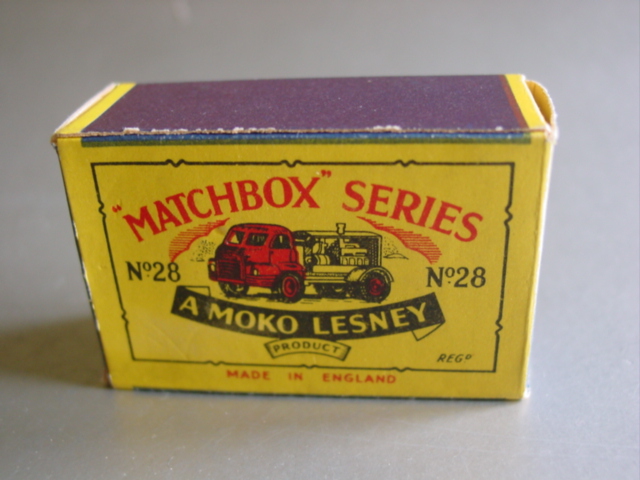 "MATCHBOX" SERIES
Nº28 Nº28
A MOKO LESNEY
PRODUCT
REGD
MADE IN ENGLAND